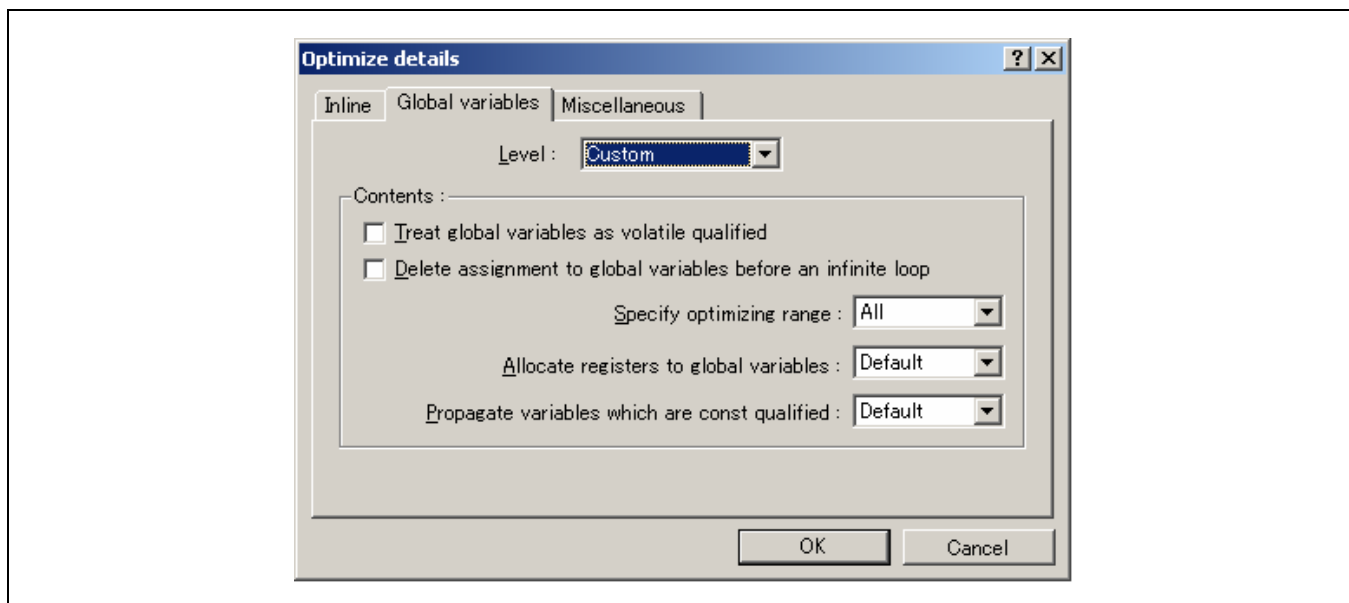 Optimize details
Inline Global variables Miscellaneous
Level : Custom
Contents :
Treat global variables as volatile qualified
Delete assignment to global variables before an infinite loop
Specify optimizing range : All
Allocate registers to global variables : Default
Propagate variables which are const qualified : Default
OK Cancel